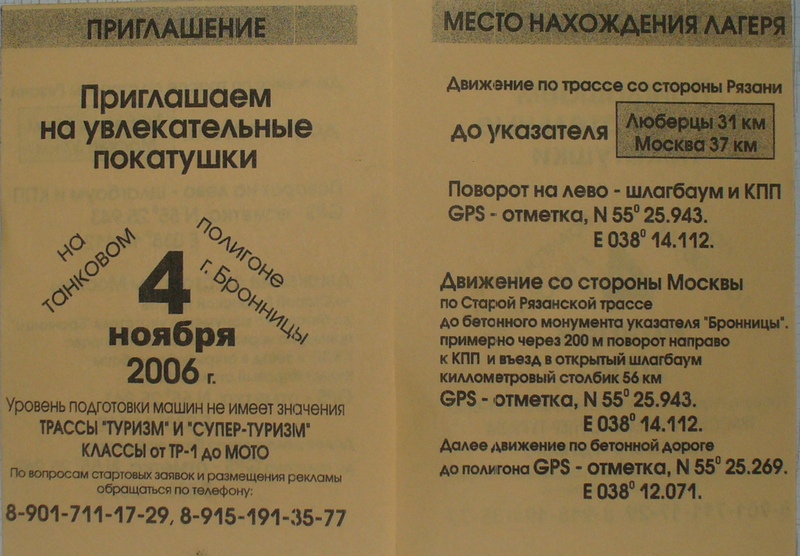 ПРИГЛАШЕНИЕ
Приглашаем
на увлекательные
покатушки
на
танковом
полигоне
г. Бронницы
4
ноября
2006 г.
Уровень подготовки машин не имеет значения
ТРАССЫ "ТУРИЗМ" И "СУПЕР-ТУРИЗМ"
КЛАССЫ от ТР-1 до МОТО
По вопросам стартовых заявок и размещения рекламы
обращаться по телефону:
8-901-711-17-29, 8-915-191-35-77
МЕСТО НАХОЖДЕНИЯ ЛАГЕРЯ
Движение по трассе со стороны Рязани
до указателя
Люберцы 31 км
Москва 37 км
Поворот на лево - шлагбаум и КПП
GPS - отметка, N 55⁰ 25.943.
E 038⁰ 14.112.
Движение со стороны Москвы
по Старой Рязанской трассе
до бетонного монумента указателя "Бронницы".
примерно через 200 м поворот направо
к КПП и въезд в открытый шлагбаум
киллометровый столбик 56 км
GPS - отметка, N 55⁰ 25.943.
E 038⁰ 14.112.
Далее движение по бетонной дороге
до полигона GPS - отметка, N 55⁰ 25.269.
E 038⁰ 12.071.